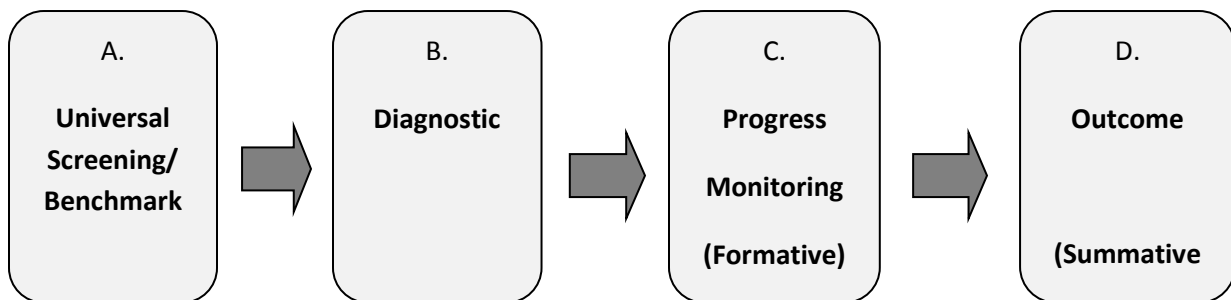 A.
Universal
Screening/
Benchmark
B.
Diagnostic
C.
Progress
Monitoring
(Formative)
D.
Outcome
(Summative